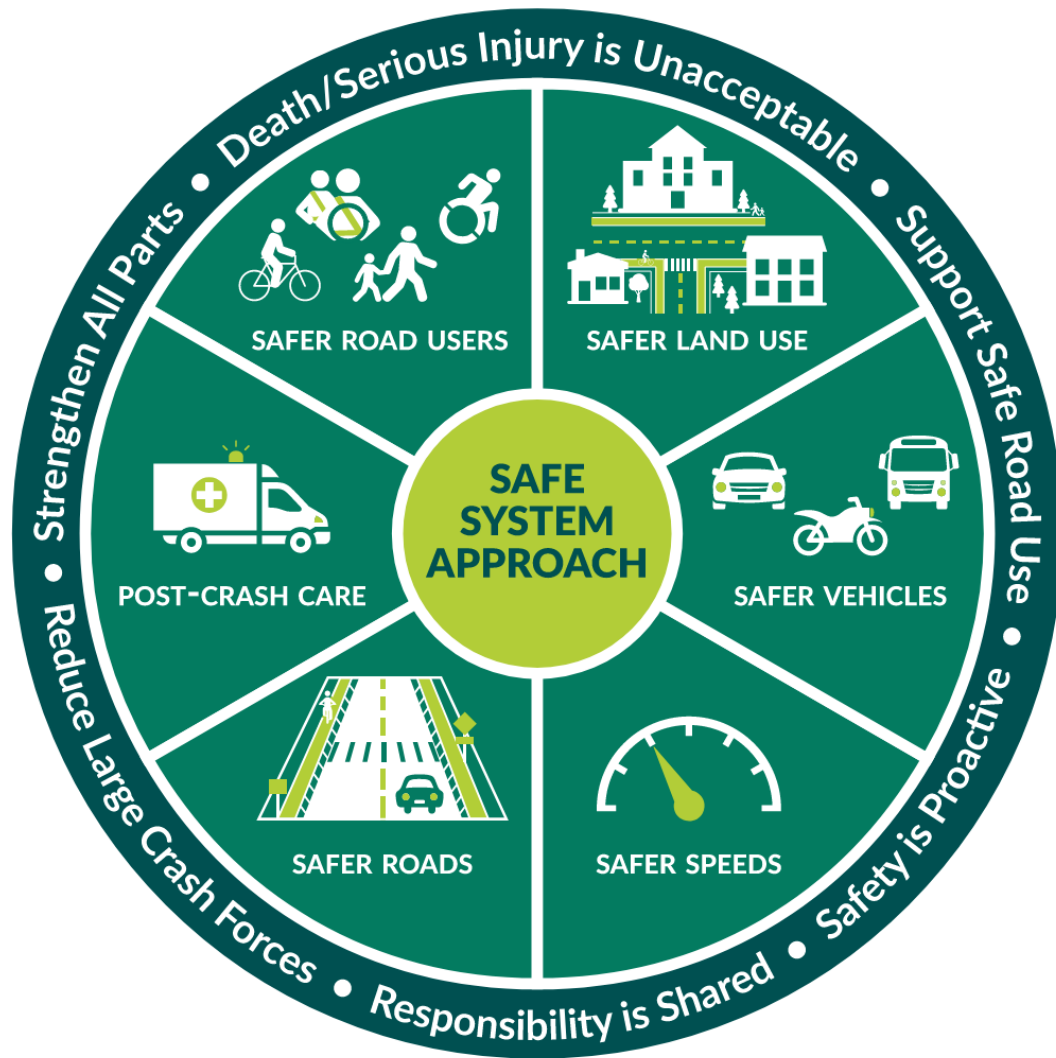 Death/Serious Injury is Unacceptable
Support Safe Road Use
Safety is Proactive
Responsibility is Shared
Reduce Large Crash Forces
Strengthen All Parts
SAFER ROAD USERS
SAFER LAND USE
SAFER VEHICLES
SAFER SPEEDS
SAFER ROADS
POST-CRASH CARE
SAFE
SYSTEM
APPROACH